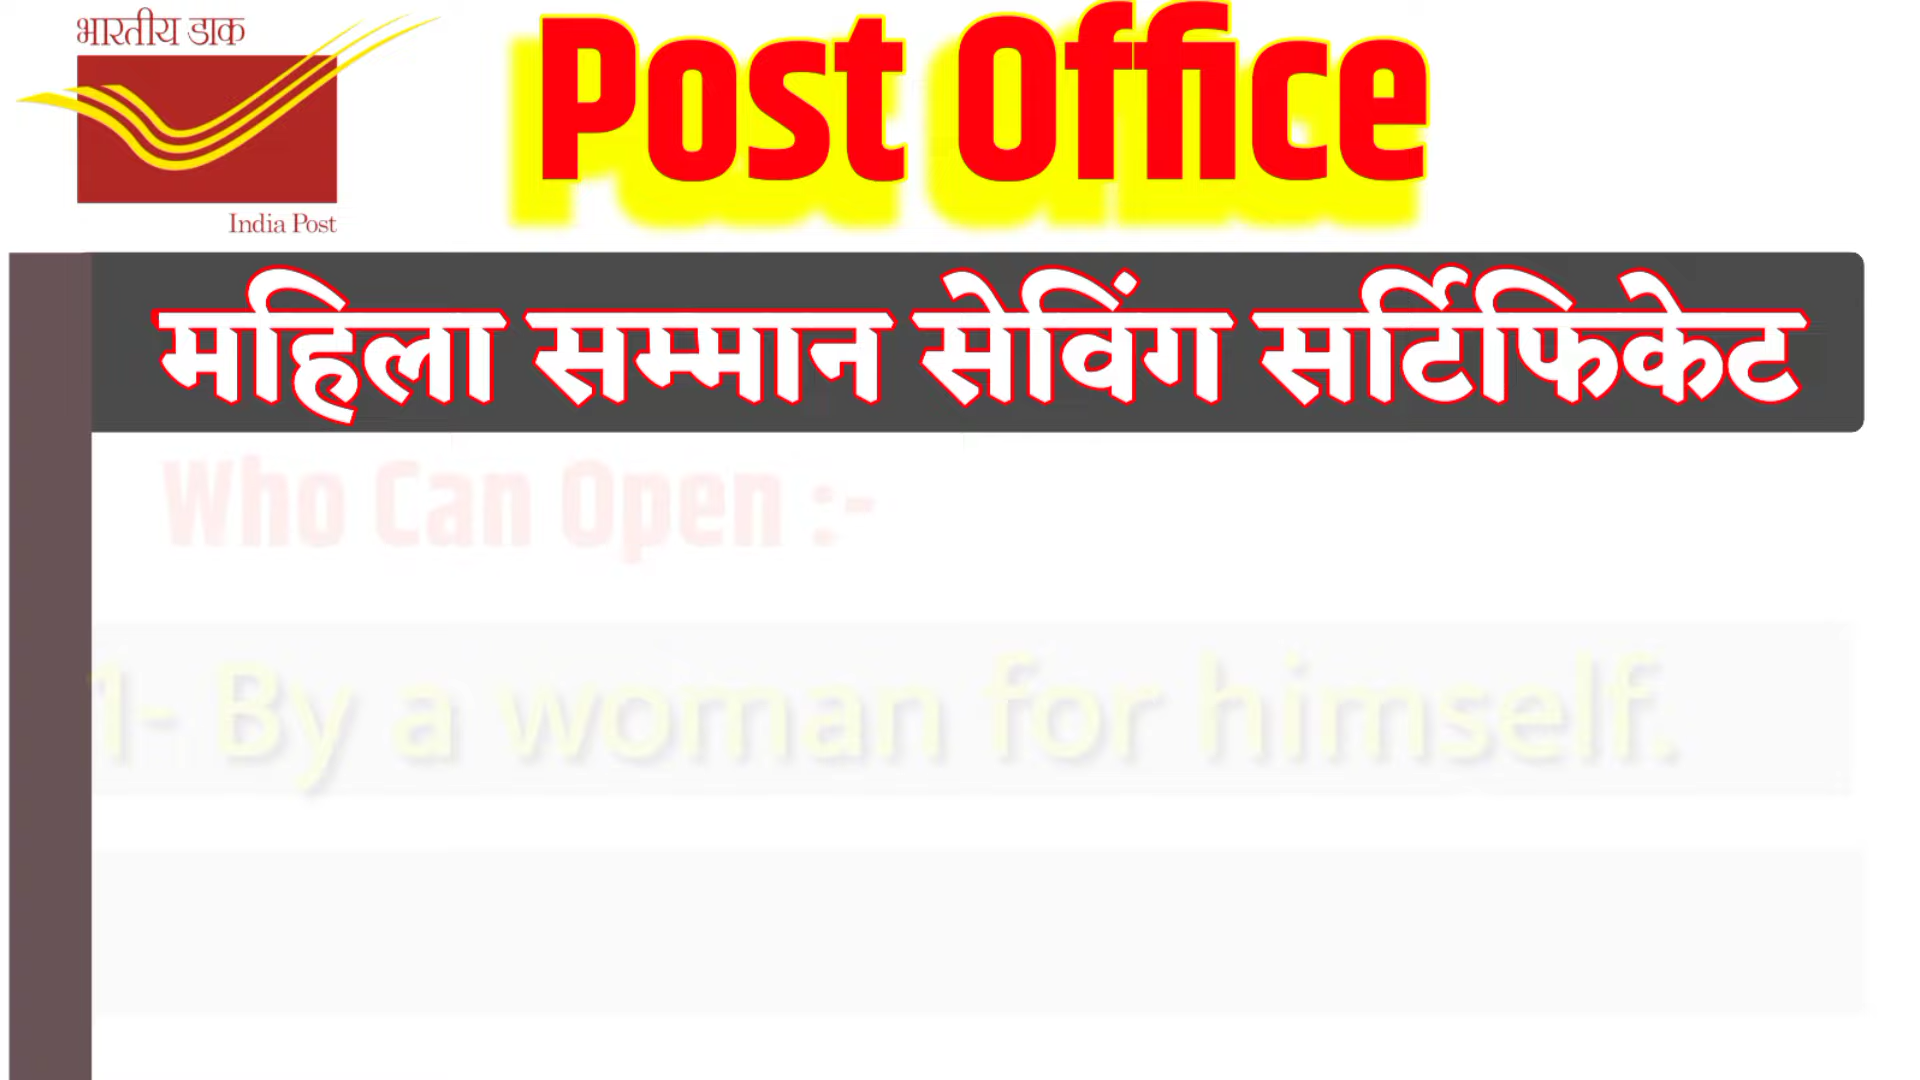 भारतीय डाक
Post Office
India Post
महिला सम्मान सेविंग सर्टिफिकेट
Who Can Open :-
1- By a woman for himself.